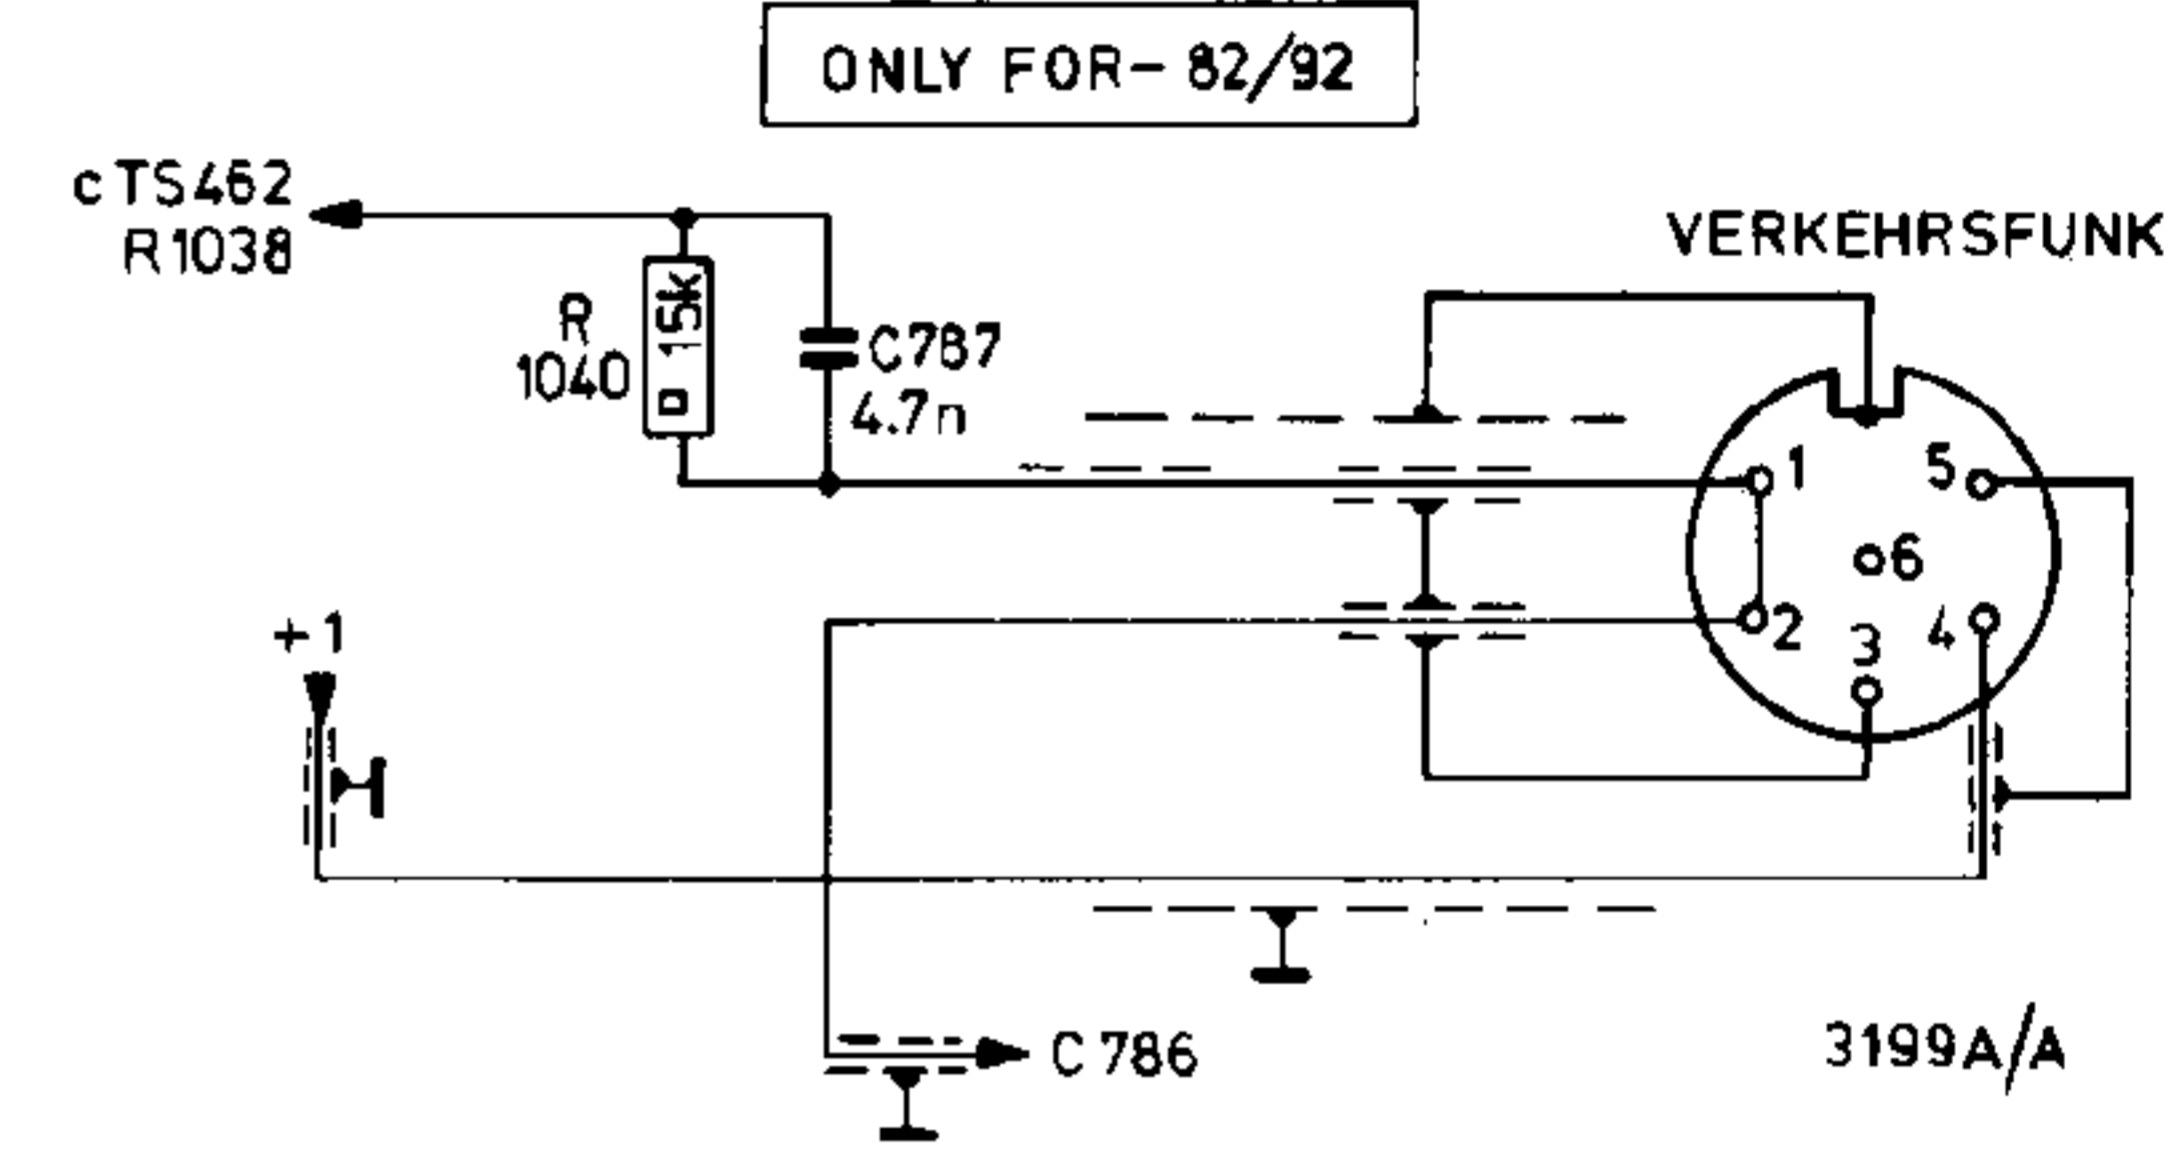 ONLY FOR- 82/92
cTS462
R1038
VERKEHRSFUNK
R
1040
15k
C787
4.7n
1
5
6
2
3
4
+1
C786
3199A/A